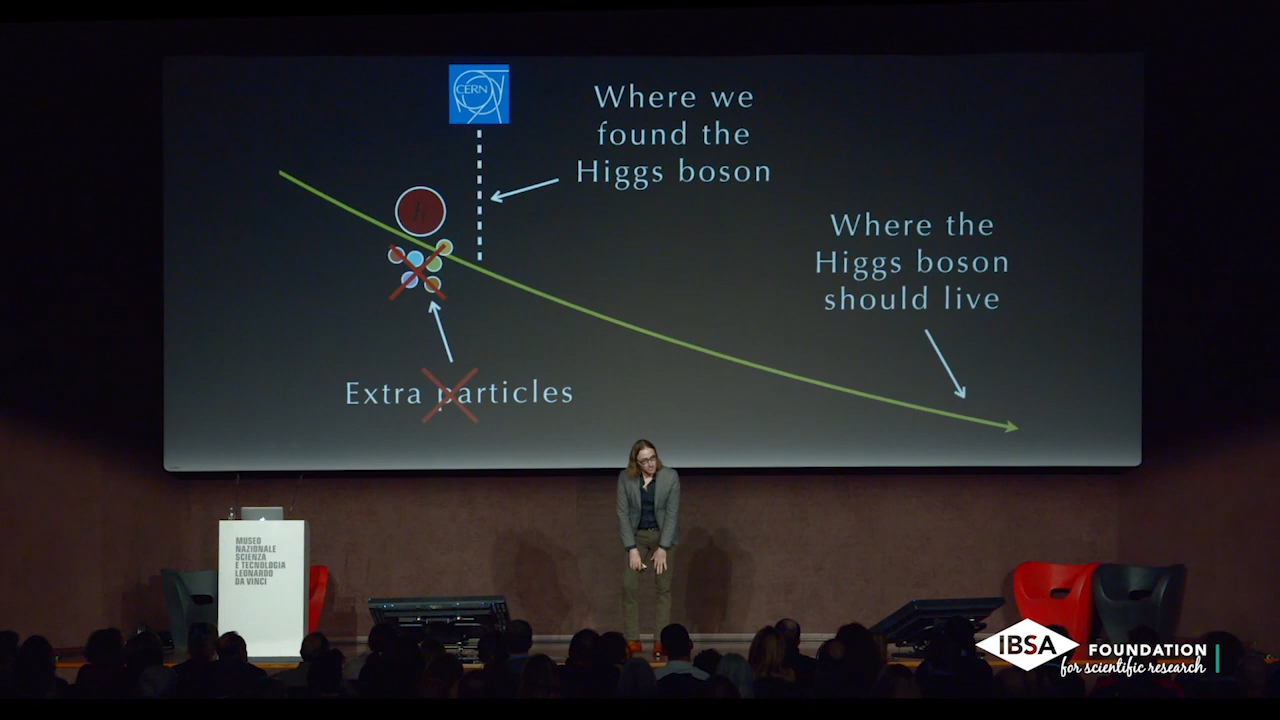 CERN
Where we
found the
Higgs boson
h
Where the
Higgs boson
should live
Extra particles
MUSEO
NAZIONALE
SCIENZA
E TECNOLOGIA
LEONARDO
DA VINCI
IBSA FOUNDATION
for scientific research